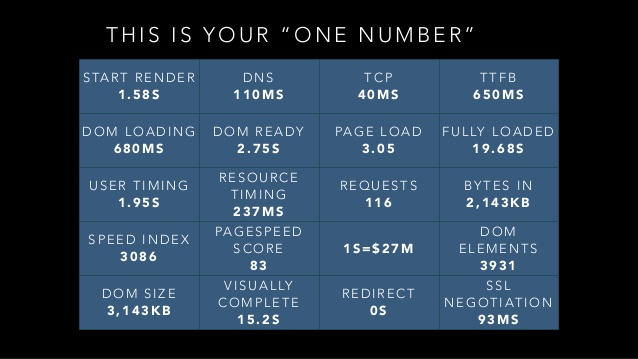 THIS IS YOUR “ONE NUMBER”
START RENDER
1.58S
DNS
110MS
TCP
40MS
TTFB
650MS
DOM LOADING
680MS
DOM READY
2.75S
PAGE LOAD
3.05
FULLY LOADED
19.68S
USER TIMING
1.95S
RESOURCE
TIMING
237MS
REQUESTS
116
BYTES IN
2,143KB
SPEED INDEX
3086
PAGESPEED
SCORE
83
1S=$27M
DOM
ELEMENTS
3931
DOM SIZE
3,143KB
VISUALLY
COMPLETE
15.2S
REDIRECT
0S
SSL
NEGOTIATION
93MS